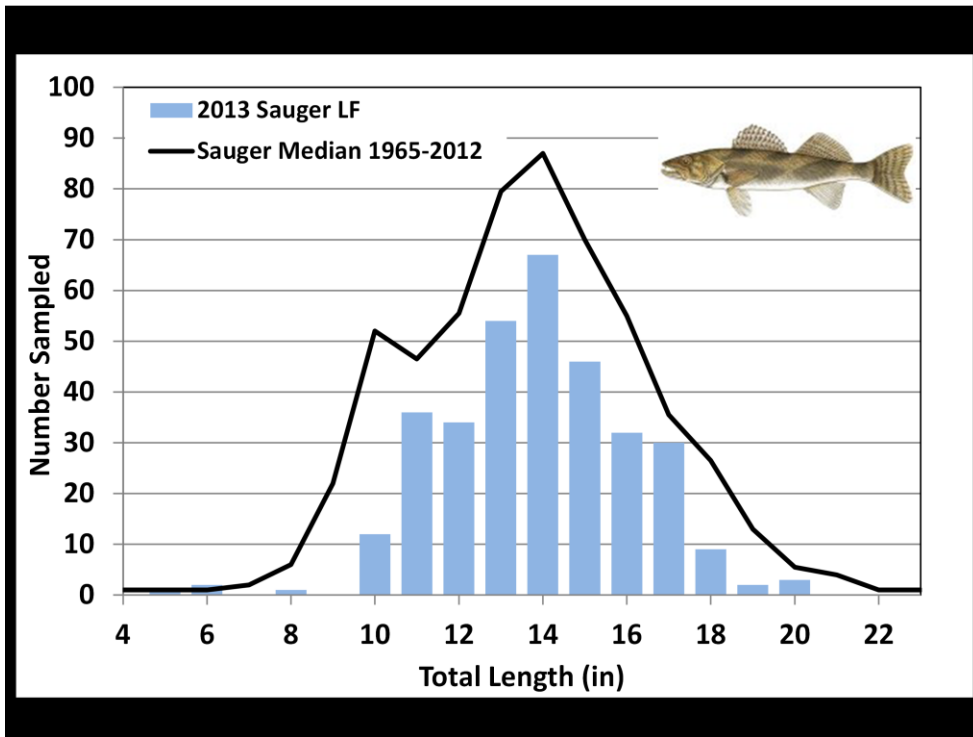 100
90
80
70
60
50
40
30
20
10
0
Number Sampled
2013 Sauger LF
Sauger Median 1965-2012
4 6 8 10 12 14 16 18 20 22
Total Length (in)